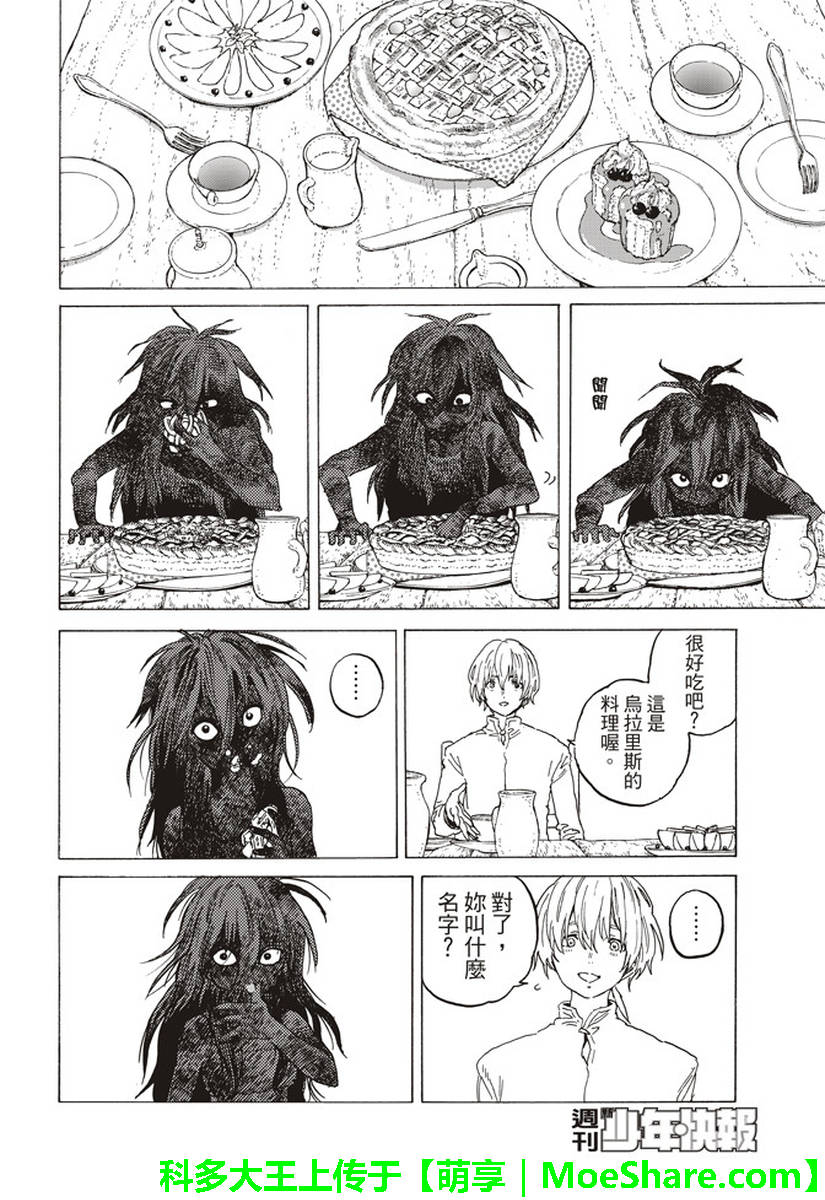 聞聞
很好吃吧?
這是
烏拉里斯的
料理喔。
……
……
對了，
妳叫什麼
名字?
週刊
新少年快報
科多大王上传于【萌享|MoeShare.com】